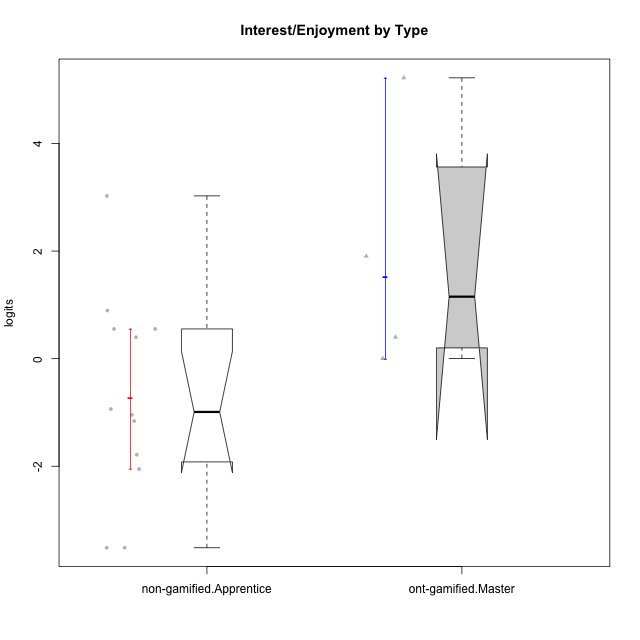 Interest/Enjoyment by Type
logits
4
2
0
-2
non-gamified.Apprentice
ont-gamified.Master